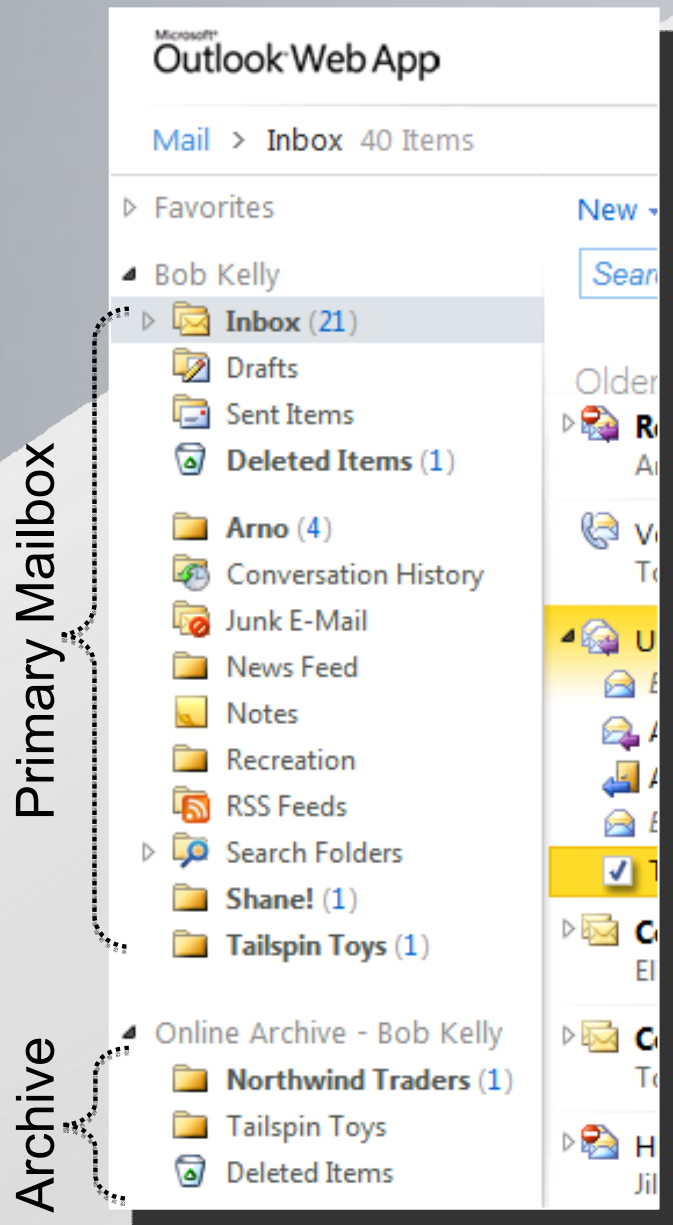 Microsoft®
Outlook Web App
Mail > Inbox 40 Items
Favorites
Bob Kelly
Inbox (21)
Drafts
Sent Items
Deleted Items (1)
Arno (4)
Conversation History
Junk E-Mail
News Feed
Notes
Recreation
RSS Feeds
Search Folders
Shane! (1)
Tailspin Toys (1)
Online Archive - Bob Kelly
Northwind Traders (1)
Tailspin Toys
Deleted Items
New
Older
Primary Mailbox
Archive